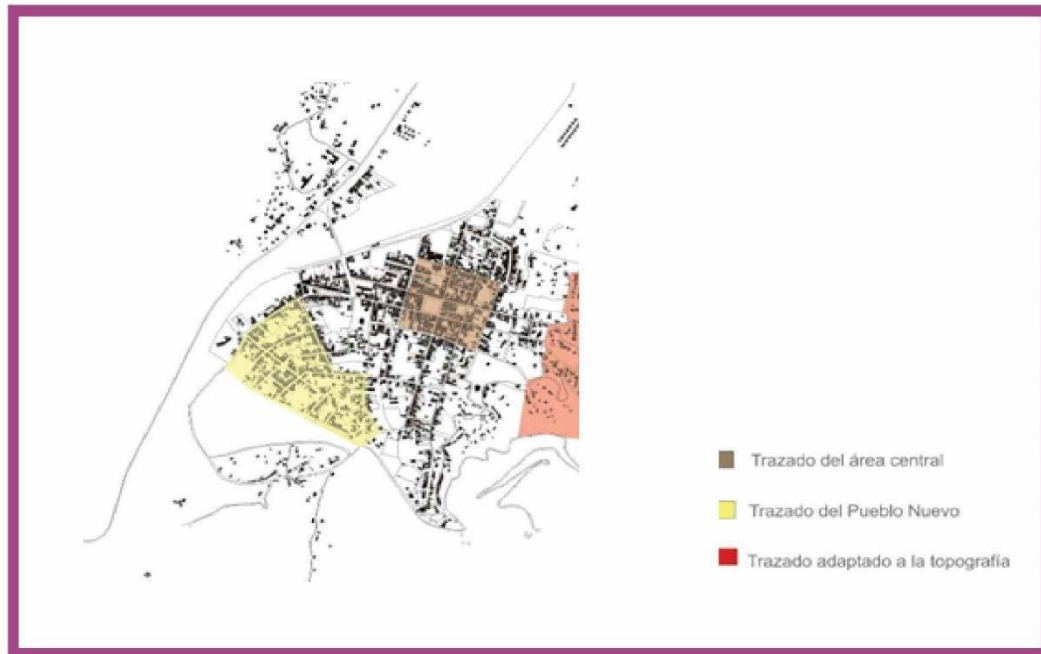 Trazado del área central
Trazado del Pueblo Nuevo
Trazado adaptado a la topografía